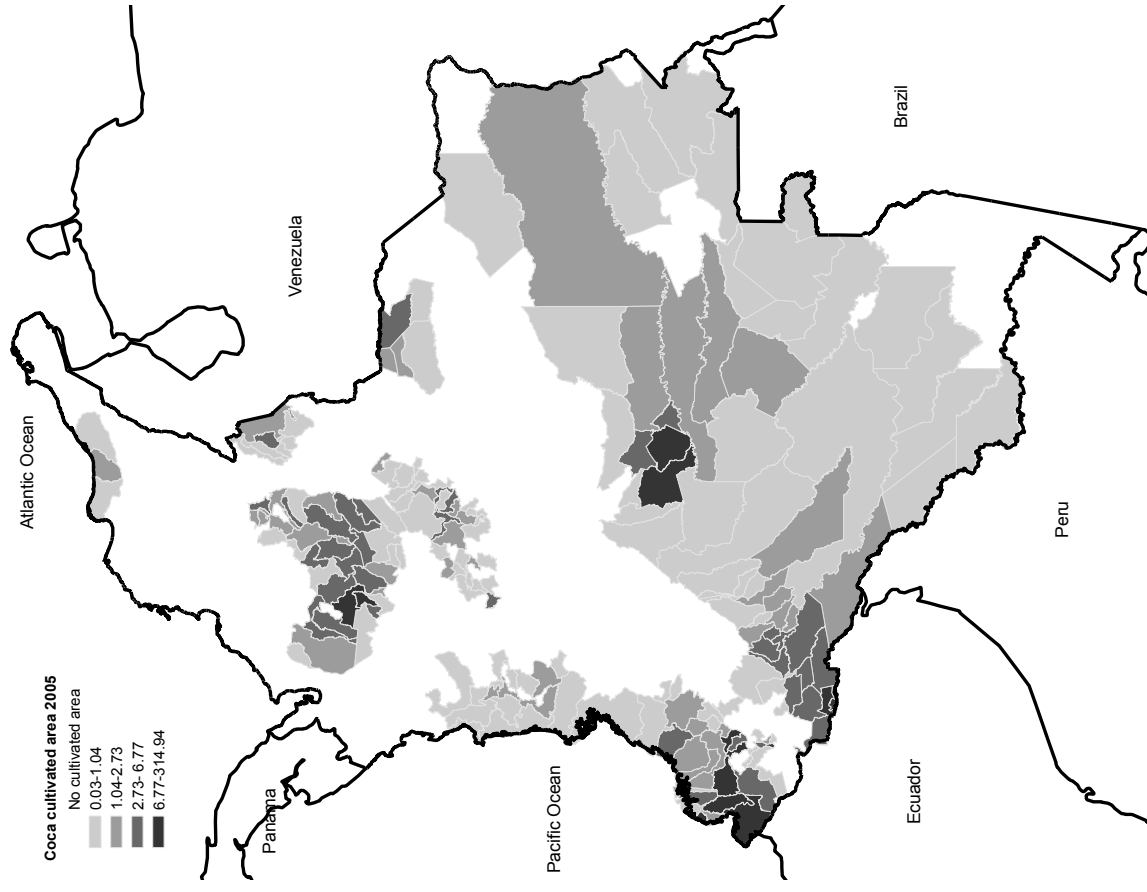 Coca cultivated area 2005
No cultivated area
0.03-1.04
1.04-2.73
2.73- 6.77
6.77-314.94
Atlantic Ocean
Panama
Venezuela
Pacific Ocean
Brazil
Ecuador
Peru